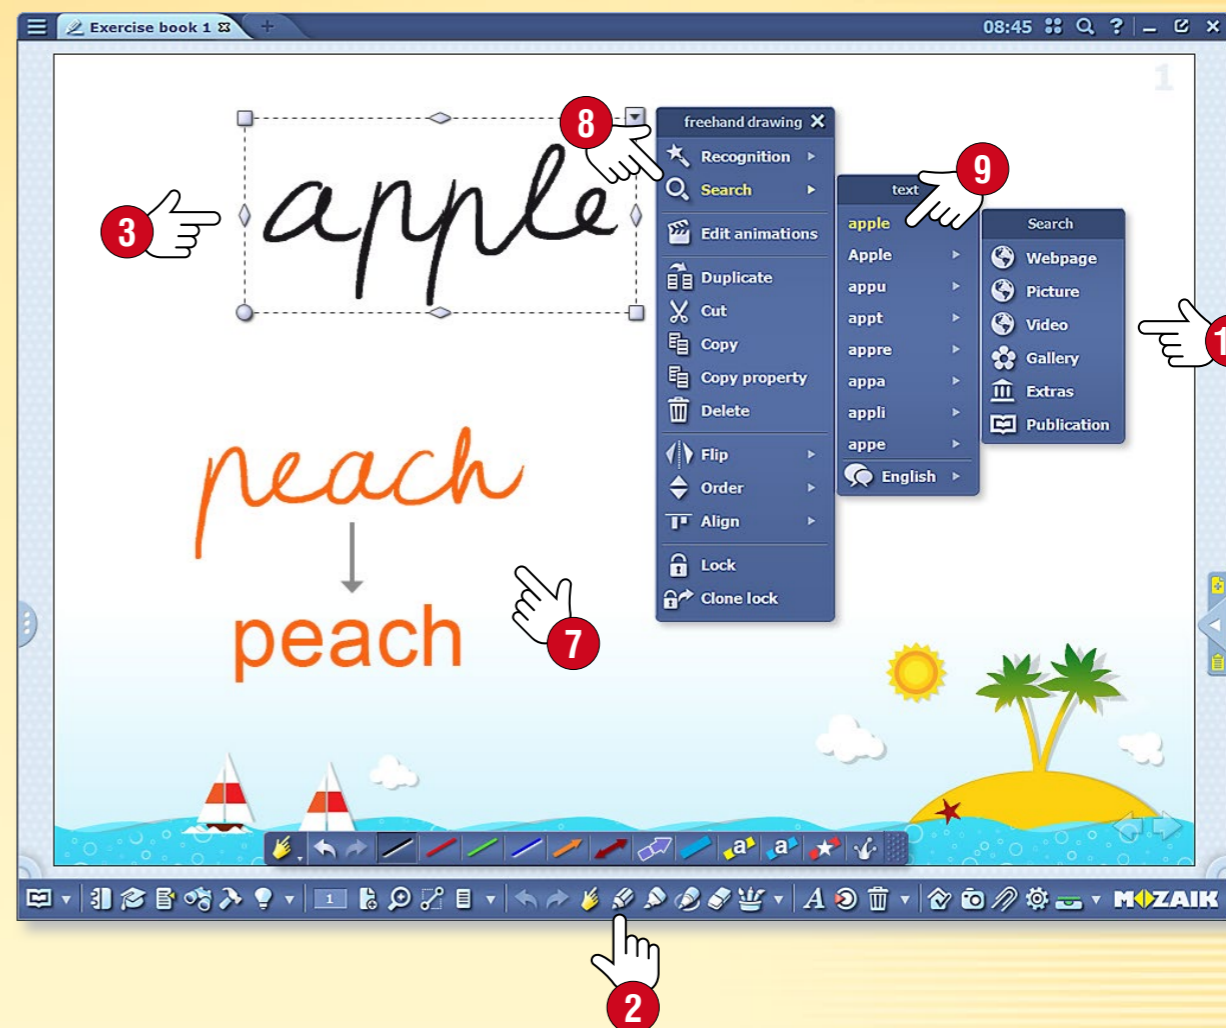 Exercise book 1
08:45
1
apple
3
8
freehand drawing
Recognition
Search
Edit animations
Duplicate
Cut
Copy
Copy property
Delete
Flip
Order
Align
Lock
Clone lock
9
text
apple
Apple
appu
appt
appre
appa
appli
appe
English
Search
Webpage
Picture
Video
Gallery
Extras
Publication
peach
peach
7
a a
1 A MOZAIK
2